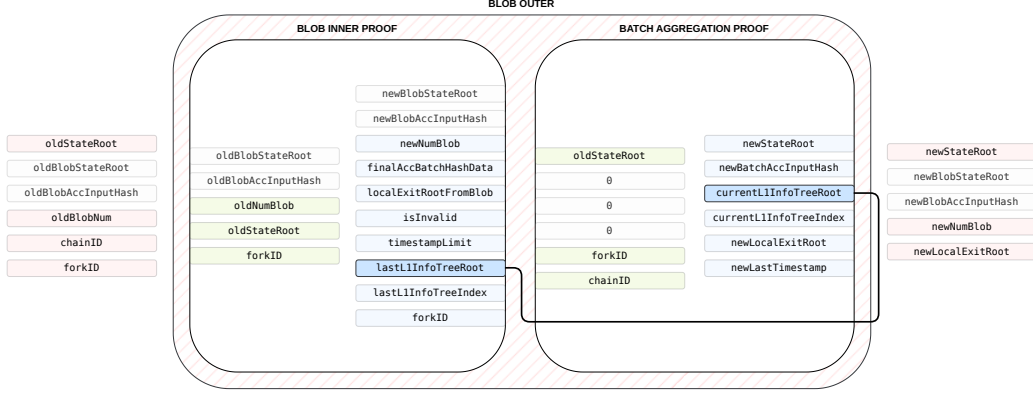 BLOB OUTER
BLOB INNER PROOF
BATCH AGGREGATION PROOF
oldStateRoot
oldBlobStateRoot
oldBlobAccInputHash
oldBlobNum
chainID
forkID
oldBlobStateRoot
oldBlobAccInputHash
oldNumBlob
oldStateRoot
forkID
newBlobStateRoot
newBlobAccInputHash
newNumBlob
finalAccBatchHashData
localExitRootFromBlob
isInvalid
timestampLimit
lastL1InfoTreeRoot
lastL1InfoTreeIndex
forkID
oldStateRoot
0
0
0
forkID
chainID
newStateRoot
newBatchAccInputHash
currentL1InfoTreeRoot
currentL1InfoTreeIndex
newLocalExitRoot
newLastTimestamp
newStateRoot
newBlobStateRoot
newBlobAccInputHash
newNumBlob
newLocalExitRoot